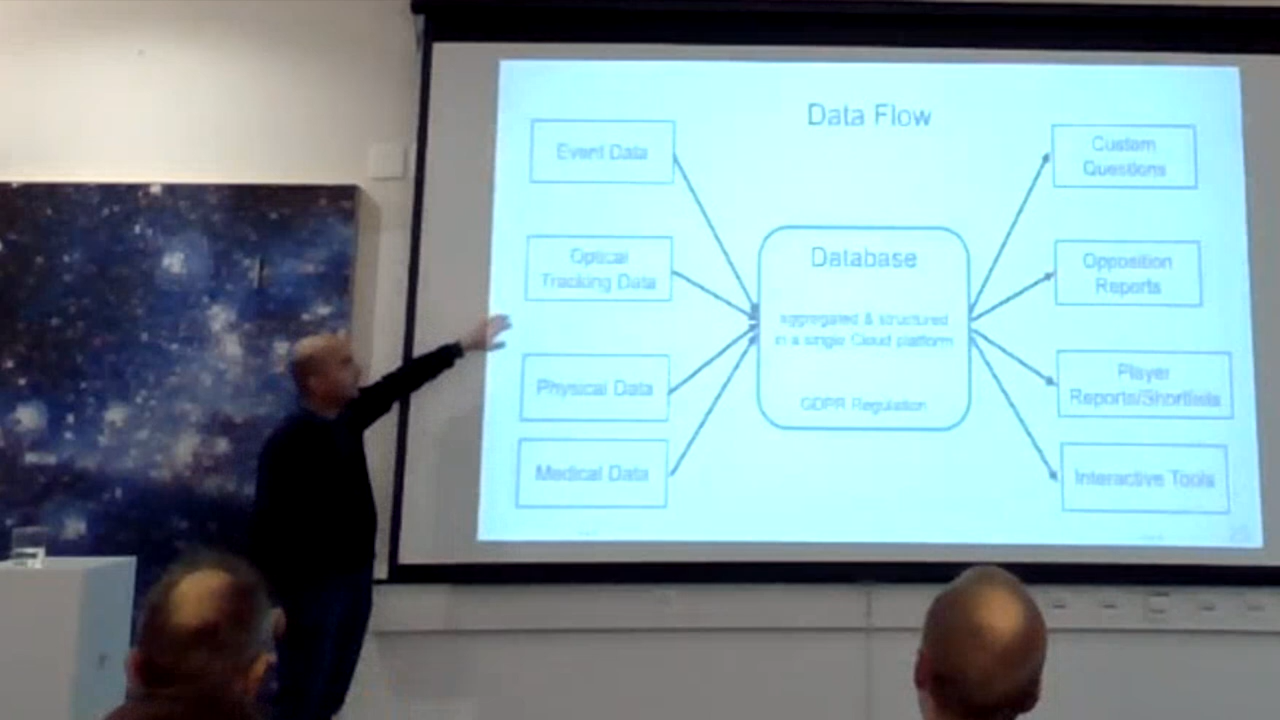 Data Flow
Event Data
Optical
Tracking Data
Physical Data
Medical Data
Database
aggregated & structured
in a single Cloud platform
GDPR Regulation
Custom
Questions
Opposition
Reports
Player
Reports/Shortlists
Interactive Tools